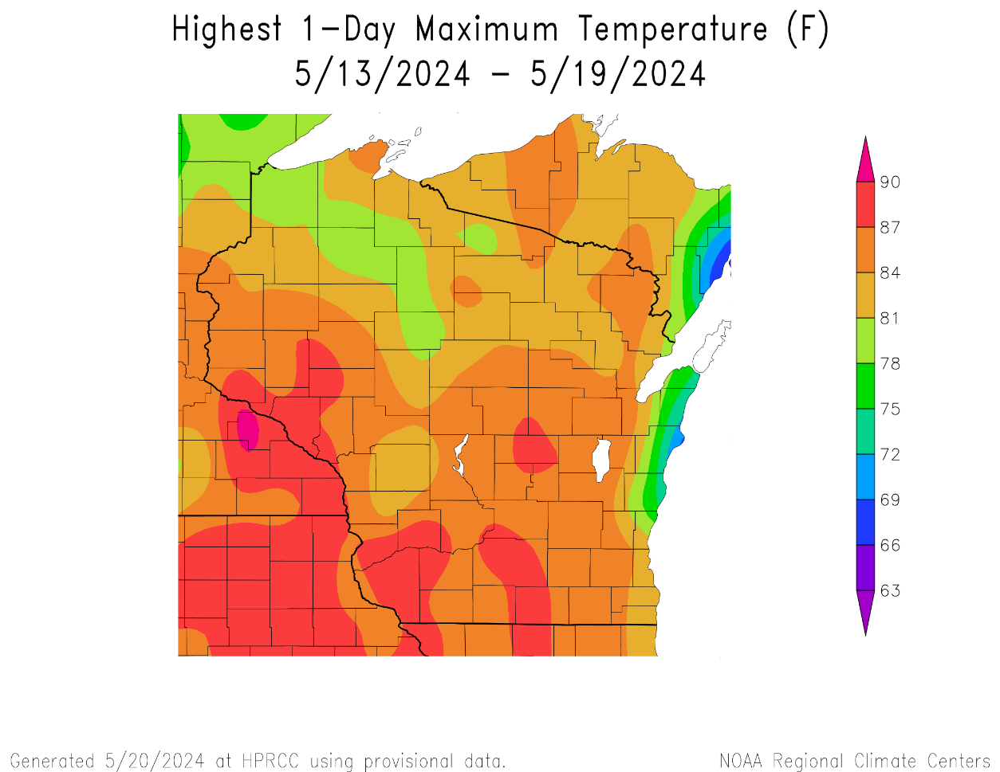 Highest 1-Day Maximum Temperature (F)
5/13/2024 - 5/19/2024
90
87
84
81
78
75
72
69
66
63
Generated 5/20/2024 at HPRCC using provisional data.
NOAA Regional Climate Centers